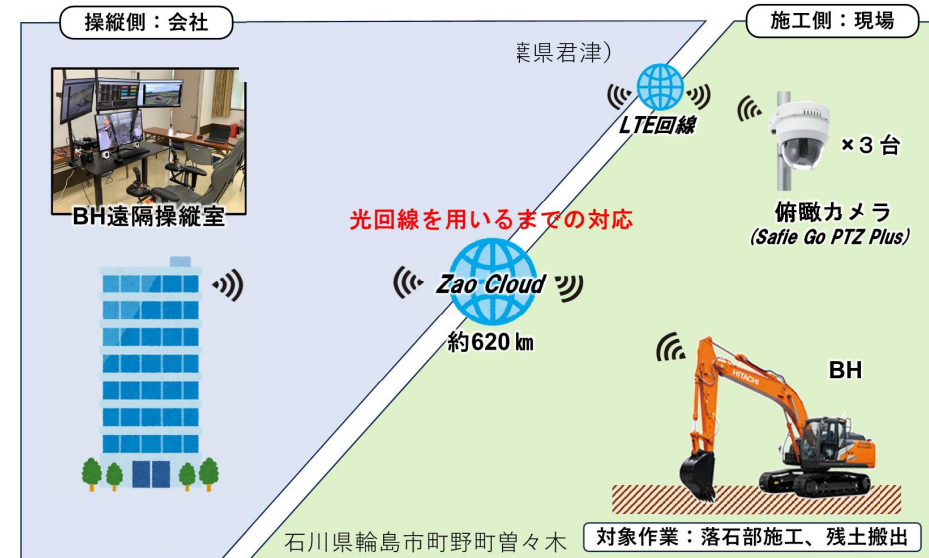 操縦側：会社
施工側：現場
葉県君津）
LTE回線
×３台
BH遠隔操縦室
俯瞰カメラ
(Safie Go PTZ Plus)
光回線を用いるまでの対応
Zao Cloud
約620㎞
BH
HITACHI
石川県輪島市町野町曽々木
対象作業：落石部施工、残土搬出